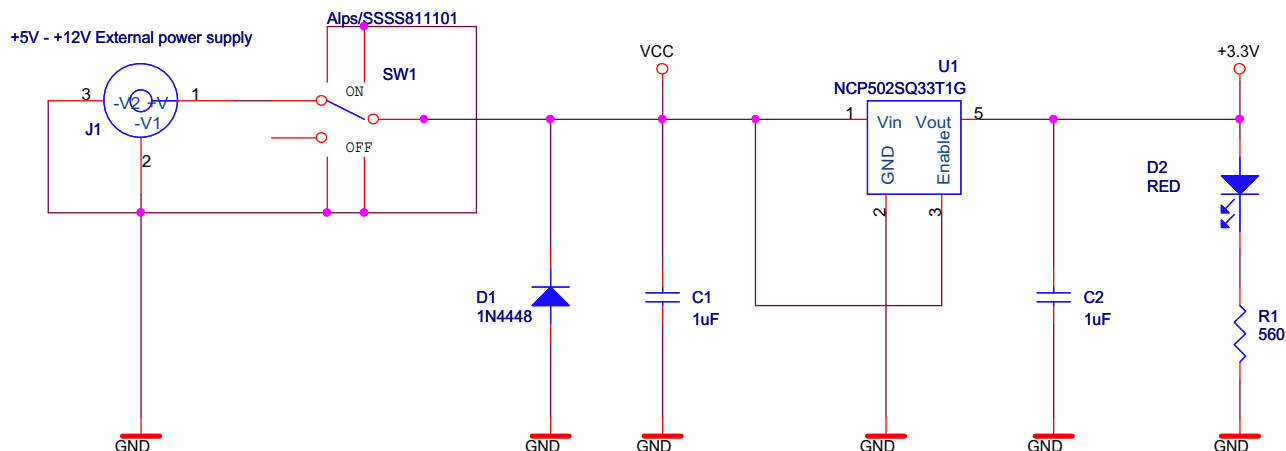 Alps/SSSS811101
+5V - +12V External power supply
VCC
+3.3V
U1
SW1
NCP502SQ33T1G
ON
3
-V2 +V
1
J1
-V1
OFF
2
1
Vin
Vout
5
GND
Enable
2
3
D2
RED
D1
1N4448
C1
1uF
C2
1uF
R1
560
GND
GND
GND
GND
GND
GND